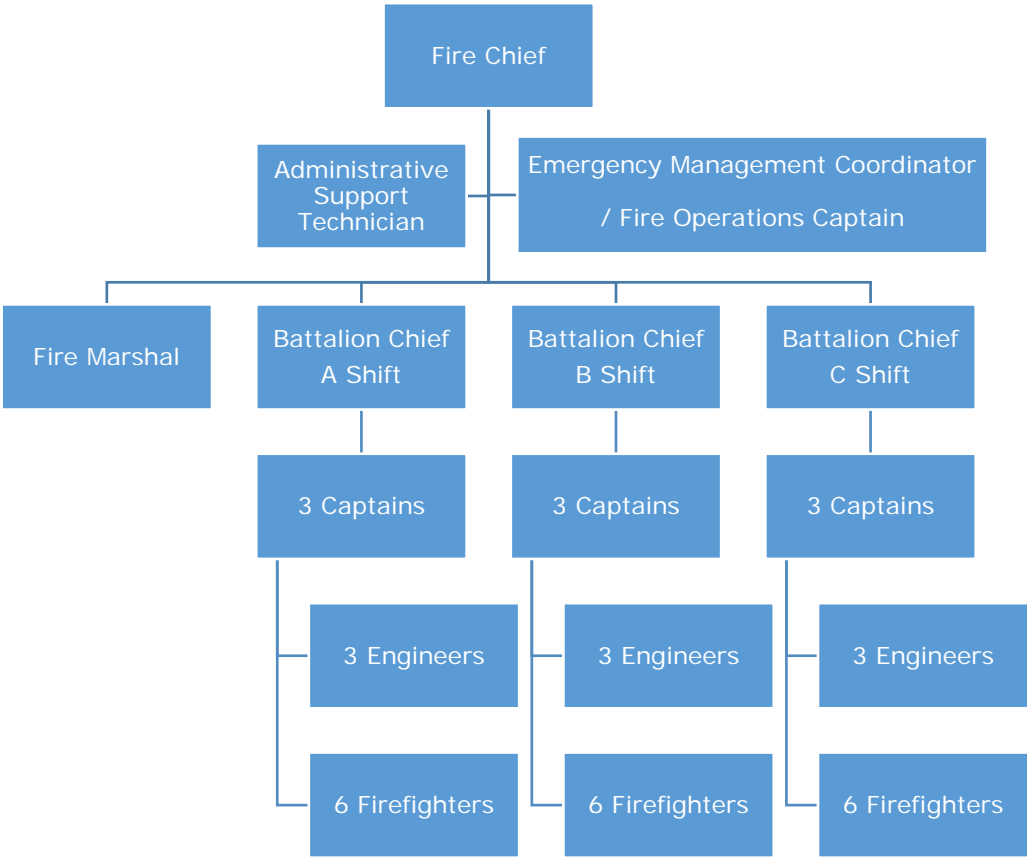 Fire Chief
Administrative
Support
Technician
Emergency Management Coordinator
/ Fire Operations Captain
Fire Marshal
Battalion Chief
A Shift
Battalion Chief
B Shift
Battalion Chief
C Shift
3 Captains
3 Captains
3 Captains
3 Engineers
3 Engineers
3 Engineers
6 Firefighters
6 Firefighters
6 Firefighters